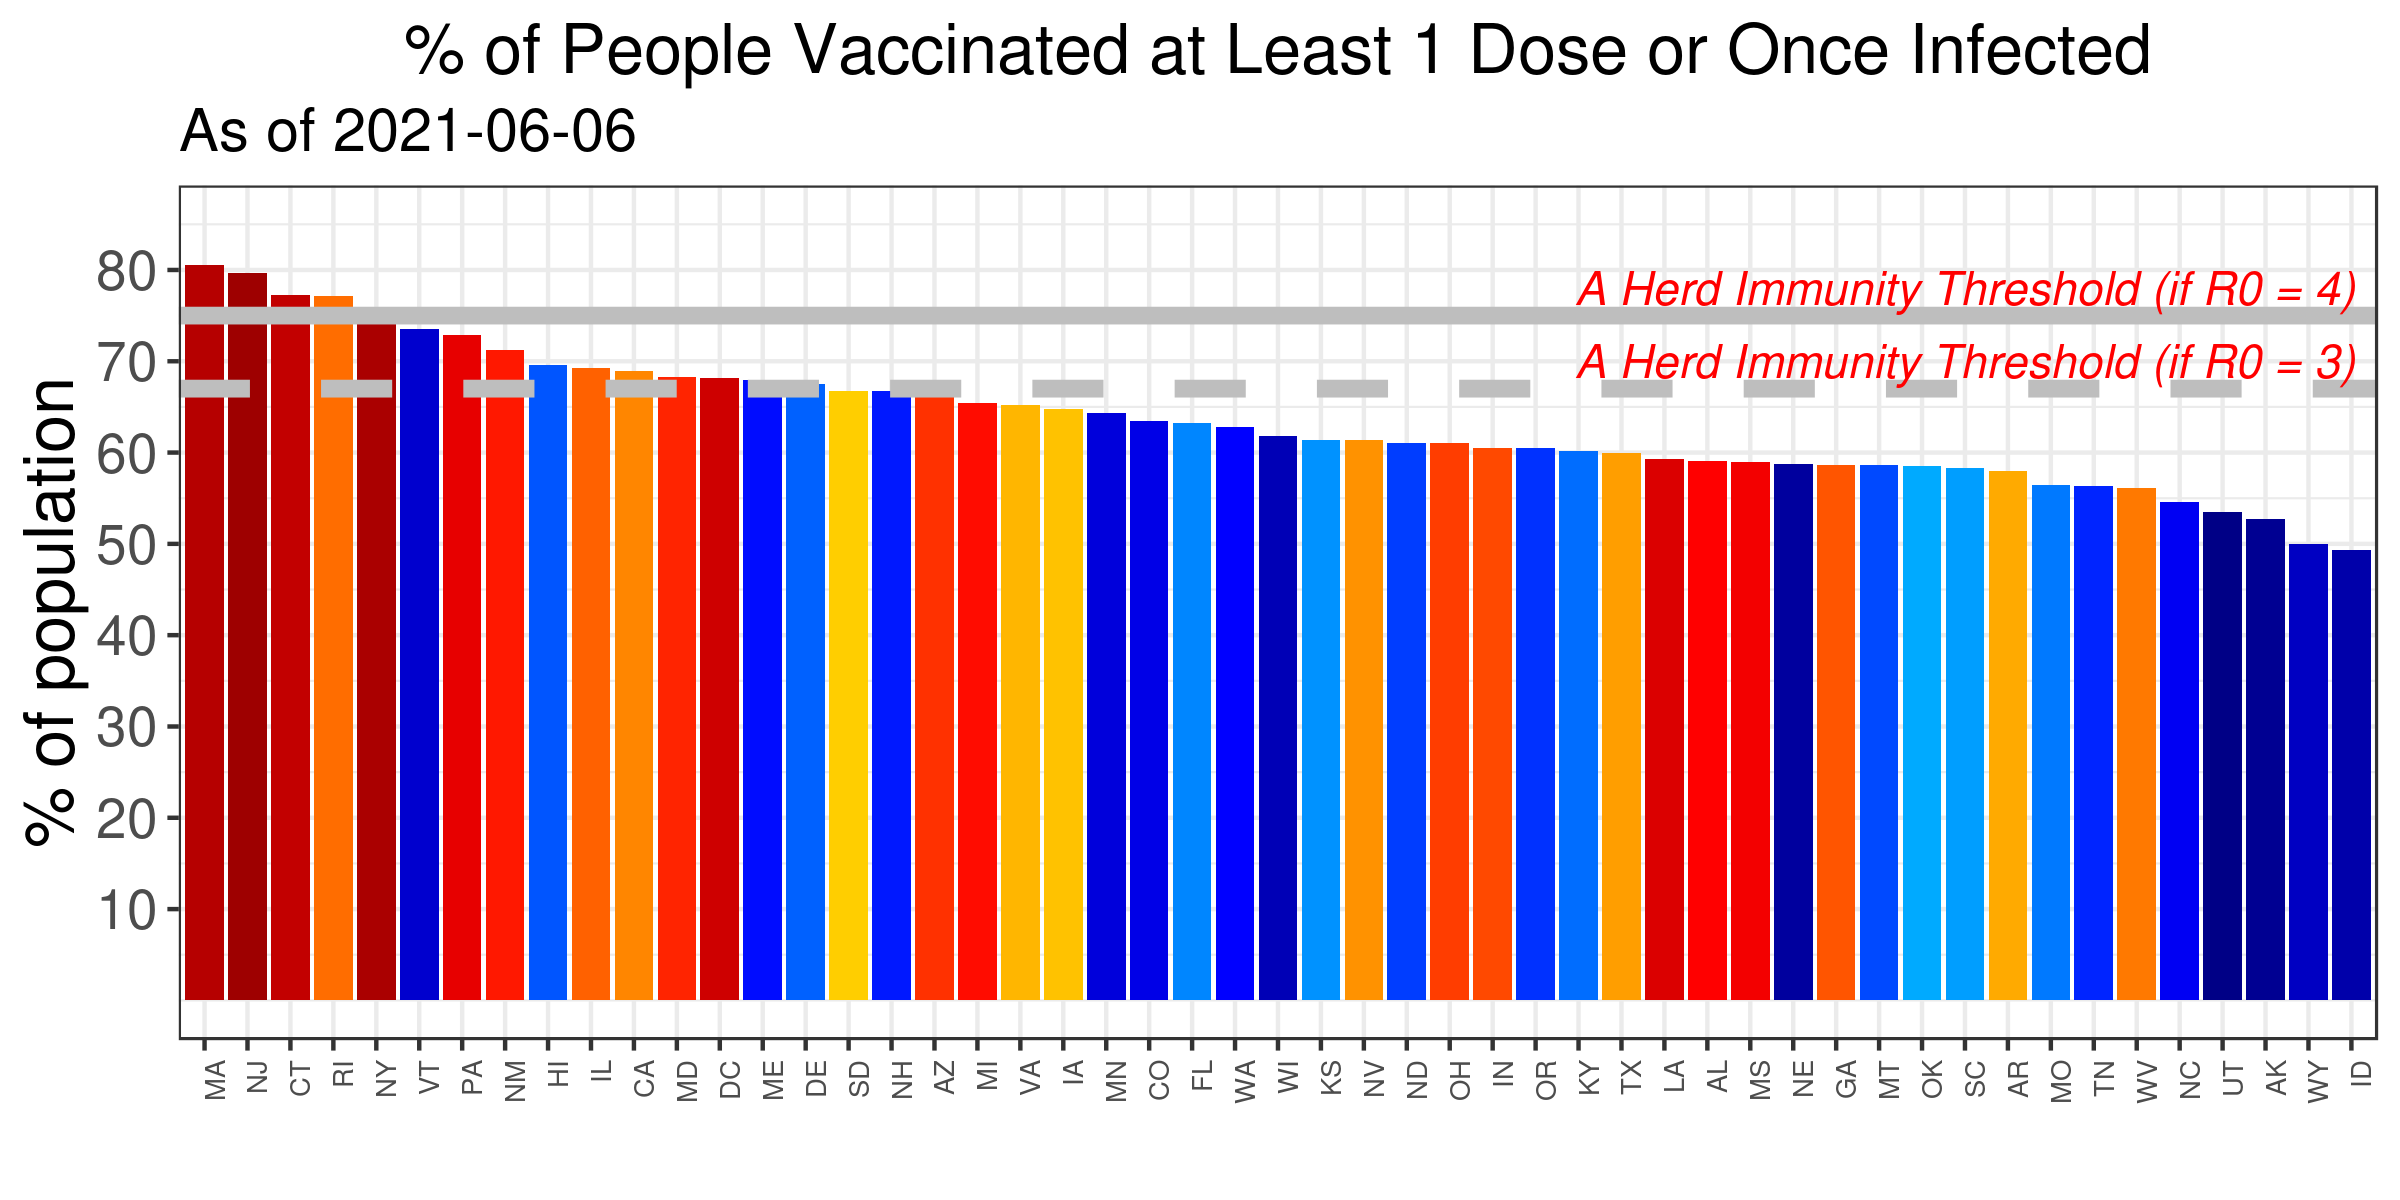 % of People Vaccinated at Least 1 Dose or Once Infected
As of 2021-06-06
% of population
80
70
60
50
40
30
20
10
A Herd Immunity Threshold (if R0 = 4)
A Herd Immunity Threshold (if R0 = 3)
MA NJ CT RI NY VT PA NM HI IL CA MD DC ME DE SD NH AZ MI VA IA MN CO FL WA WI KS NV ND OH IN OR KY TX LA AL MS NE GA MT OK SC AR MO TN WV NC UT AK WY ID